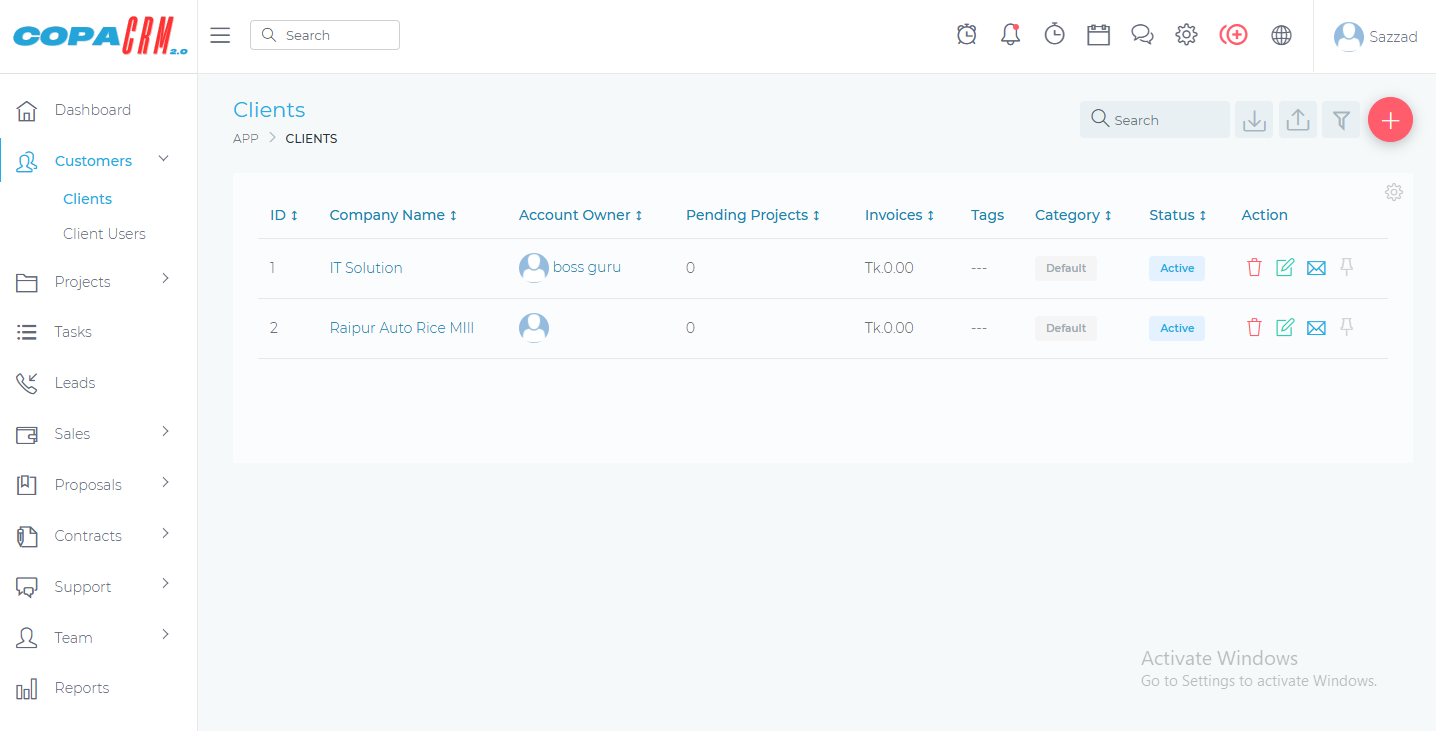 COPA CRM 2.0
Search
Sazzad
Dashboard
Customers
Clients
Client Users
Projects
Tasks
Leads
Sales
Proposals
Contracts
Support
Team
Reports
Clients
APP > CLIENTS
Search
ID Company Name Account Owner Pending Projects Invoices Tags Category Status Action
1 IT Solution boss guru 0 Tk.0.00 --- Default Active
2 Raipur Auto Rice MIll 0 Tk.0.00 --- Default Active
Activate Windows
Go to Settings to activate Windows.